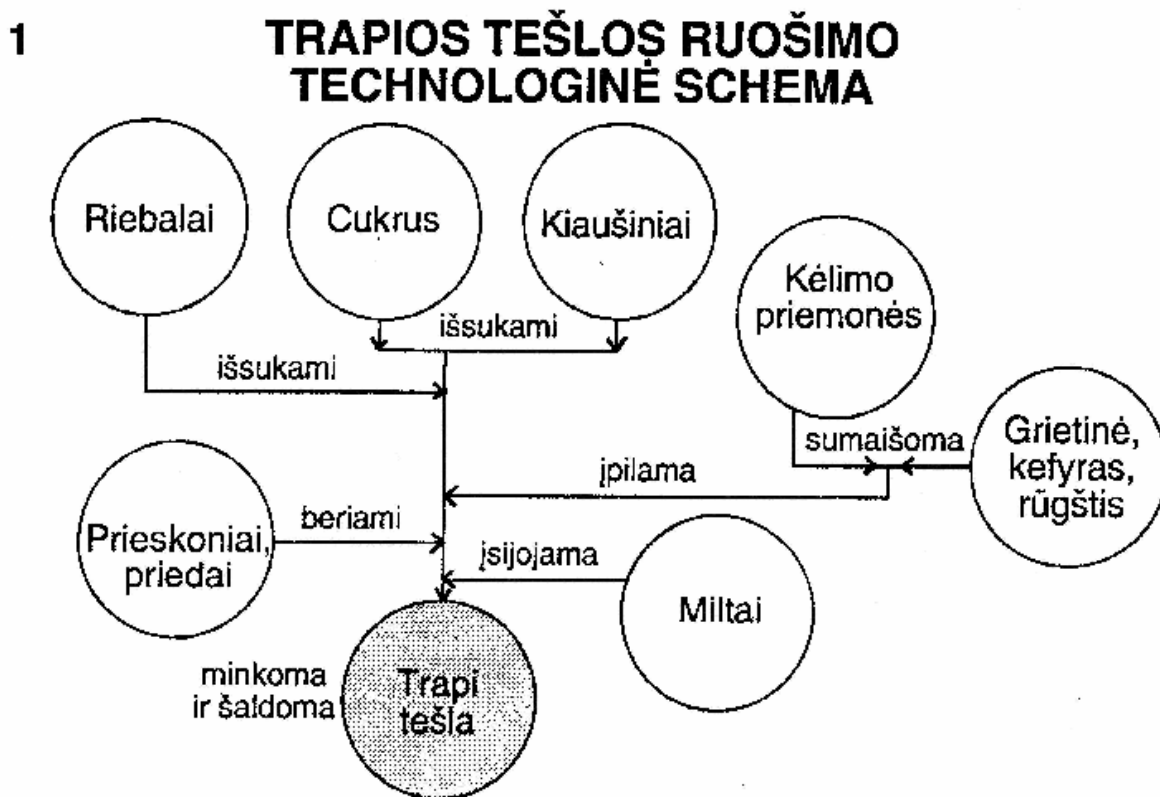 1
TRAPIOS TEŠLOS RUOŠIMO
TECHNOLOGINĖ SCHEMA
Riebalai
Cukrus
Kiaušiniai
Kėlimo
priemonės
išsukami
išsukami
sumaišoma
Grietinė,
kefyras,
rūgštis
įpilama
beriami
Prieskoniai,
priedai
įsijojama
Miltai
minkoma
ir šaldoma
Trapi
tešla